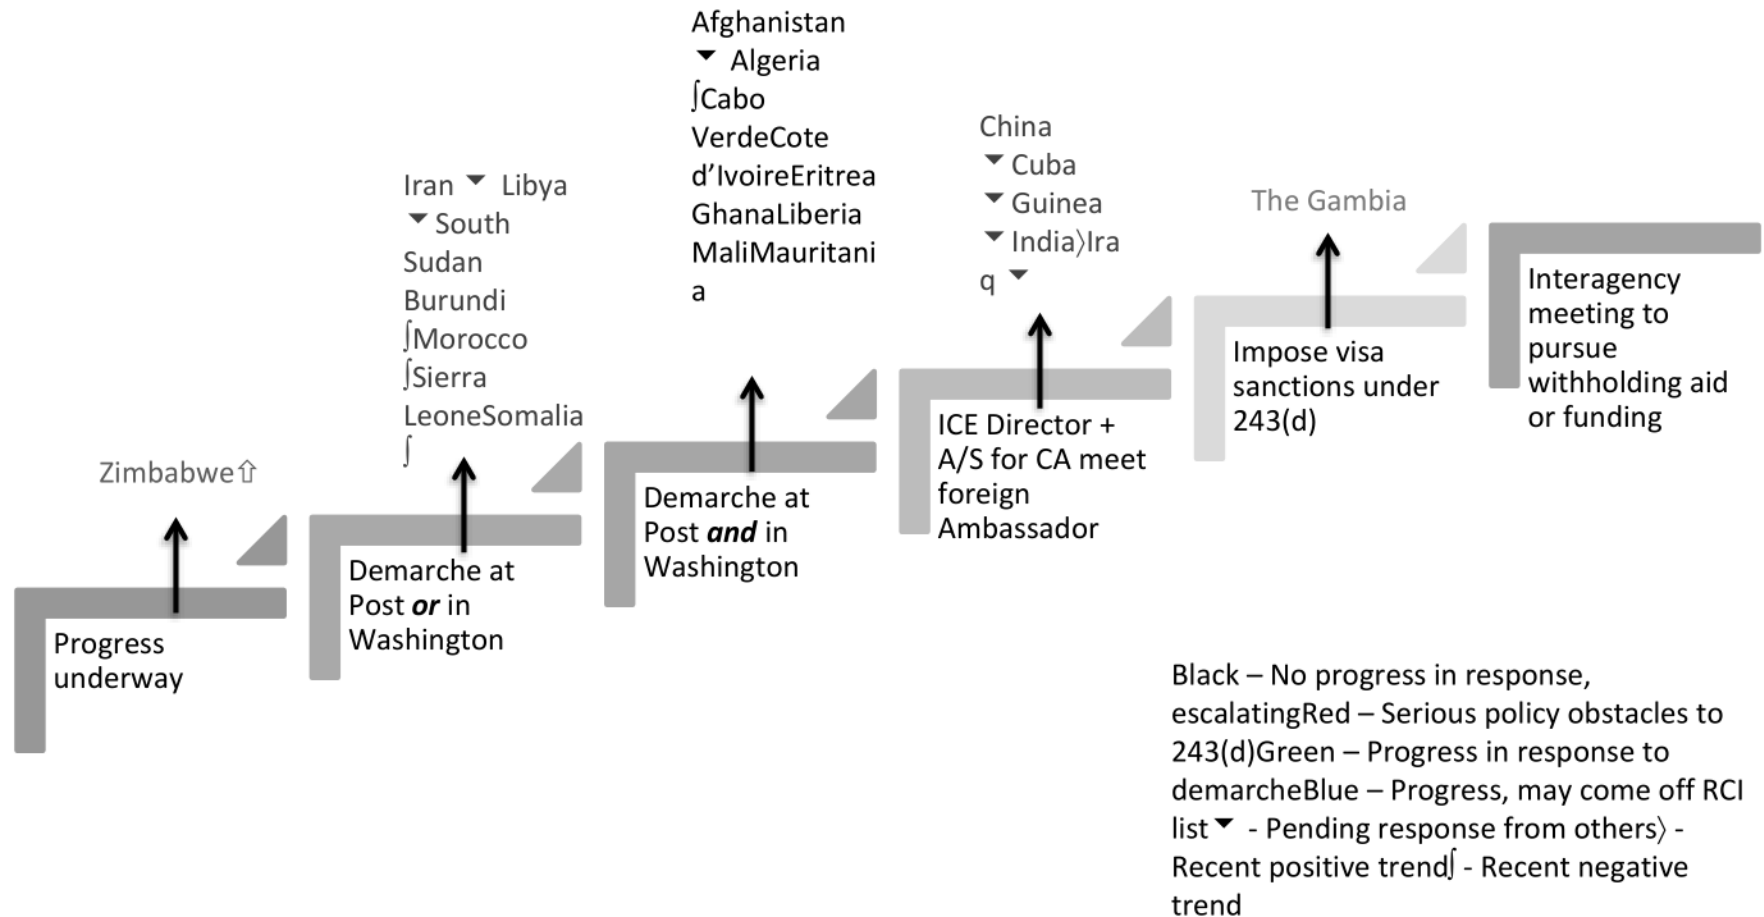 Zimbabwe⇧
Progress
underway
Iran ▼ Libya
▼ South
Sudan
Burundi
∫Morocco
∫Sierra
LeoneSomalia
∫
Demarche at
Post or in
Washington
Afghanistan
▼ Algeria
∫Cabo
VerdeCote
d’IvoireEritrea
GhanaLiberia
MaliMauritani
a
Demarche at
Post and in
Washington
China
▼ Cuba
▼ Guinea
▼ India〉Ira
q ▼
ICE Director +
A/S for CA meet
foreign
Ambassador
The Gambia
Impose visa
sanctions under
243(d)
Interagency
meeting to
pursue
withholding aid
or funding
Black – No progress in response,
escalatingRed – Serious policy obstacles to
243(d)Green – Progress in response to
demarcheBlue – Progress, may come off RCI
list ▼ - Pending response from others〉 -
Recent positive trend∫ - Recent negative
trend